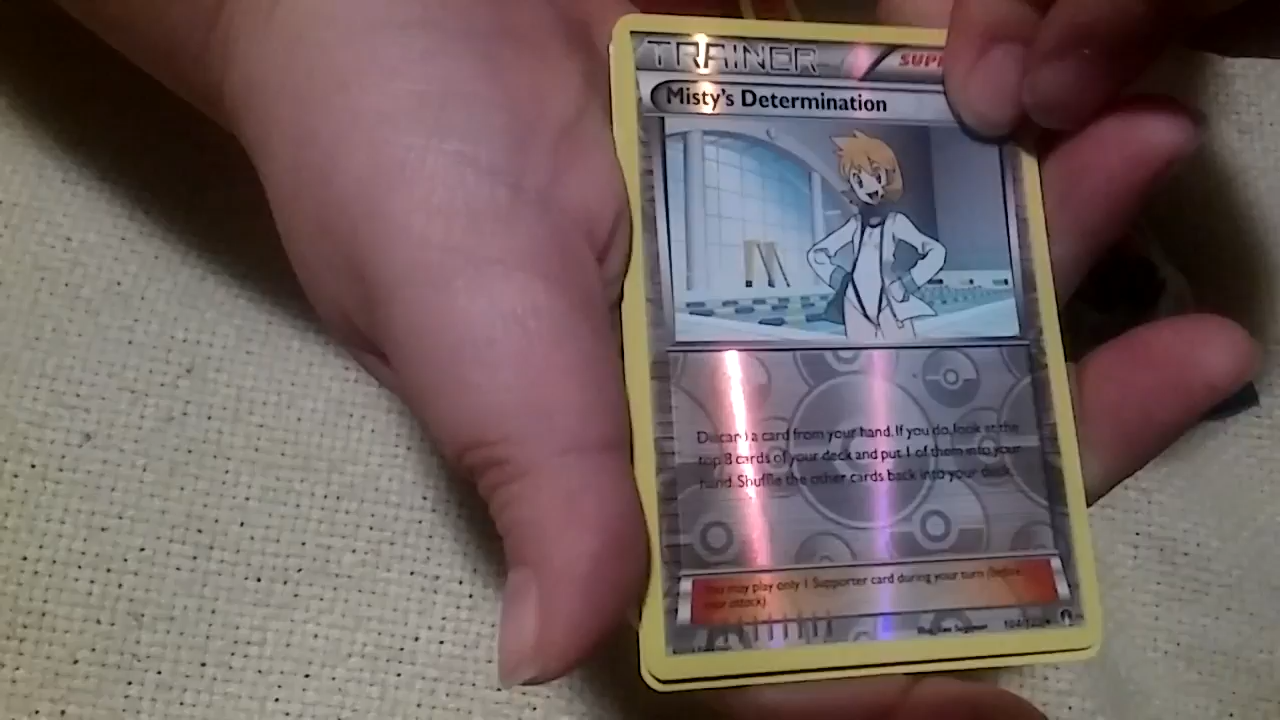 TRAINER SUP
Misty's Determination
Discard a card from your hand. If you do, look at the
top 8 cards of your deck and put 1 of them into your
hand. Shuffle the other cards back into your deck.
You may play only 1 Supporter card during your turn (before
your attack).